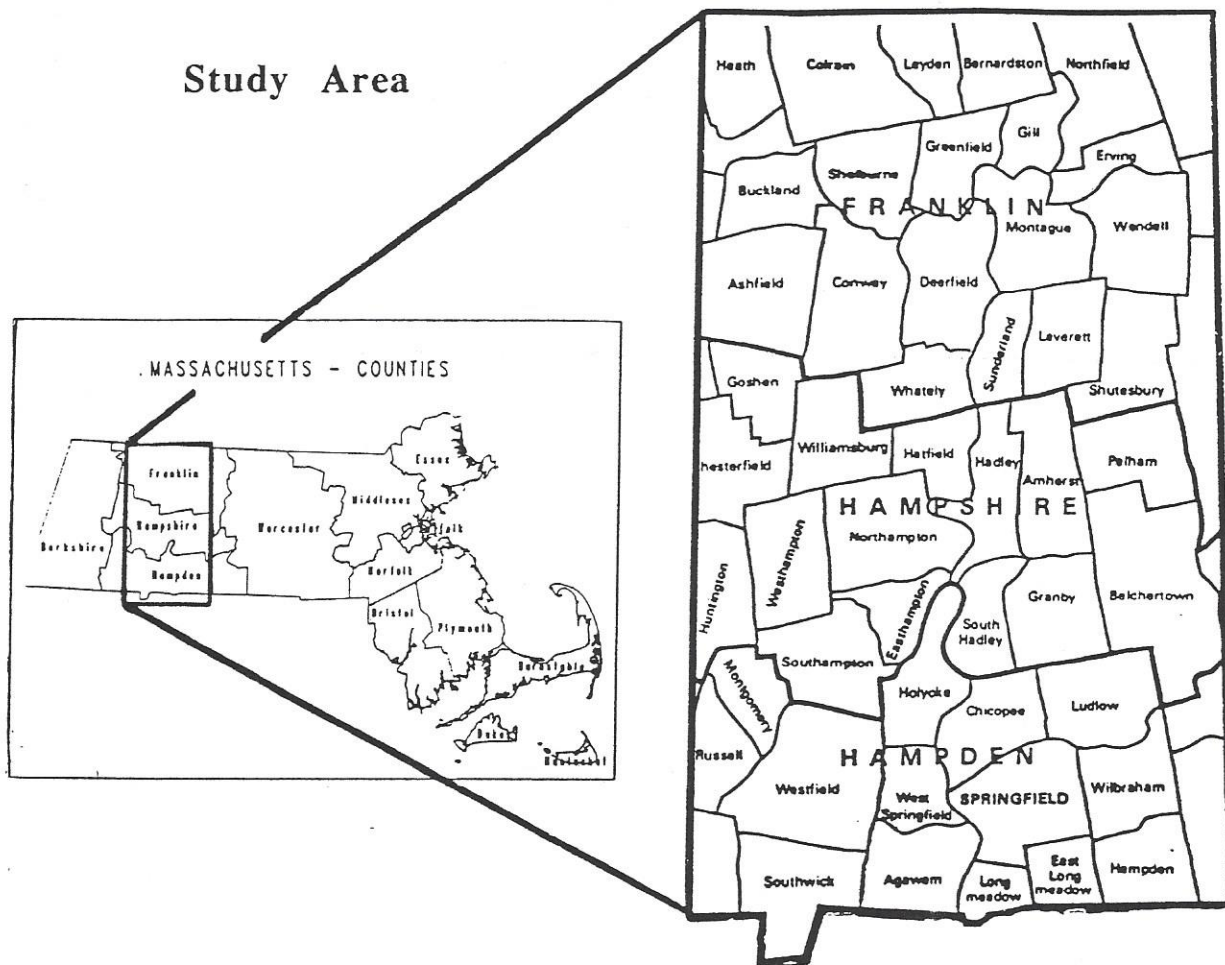 Study Area
MASSACHUSETTS - COUNTIES
Essex
Franklin
Middlesex
Hampshire
Worcester
Berkshire
Hampden
Norfolk
Bristol
Plymouth
Barnstable
Heath
Colrain
Leyden
Bernardston
Northfield
Gill
Greenfield
Erving
Shelburne
Buckland
FRANKLIN
Montague
Wendell
Ashfield
Conway
Deerfield
Sunderland
Leverett
Goshen
Whately
Shutesbury
Williamsburg
Hatfield
Hadley
Pelham
hesterfield
Amherst
HAMPSHIRE
Northampton
Westhampton
Huntington
Easthampton
Granby
Belchertown
South
Hadley
Southampton
Montgomery
Holyoke
Chicopee
Ludlow
Russell
HAMPDEN
Westfield
West
Springfield
SPRINGFIELD
Wilbraham
Southwick
Agawam
Long
meadow
East
Long
meadow
Hampden